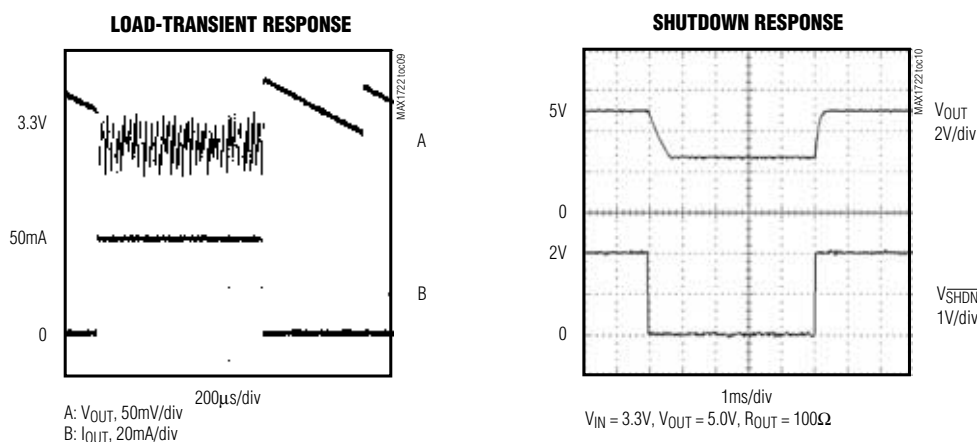 LOAD-TRANSIENT RESPONSE
MAX1722 toc09
3.3V
A
50mA
B
0
200μs/div
A: VOUT, 50mV/div
B: IOUT, 20mA/div
SHUTDOWN RESPONSE
MAX1722 toc10
5V
VOUT
2V/div
0
2V
VSHDN
1V/div
0
1ms/div
VIN = 3.3V, VOUT = 5.0V, ROUT = 100Ω